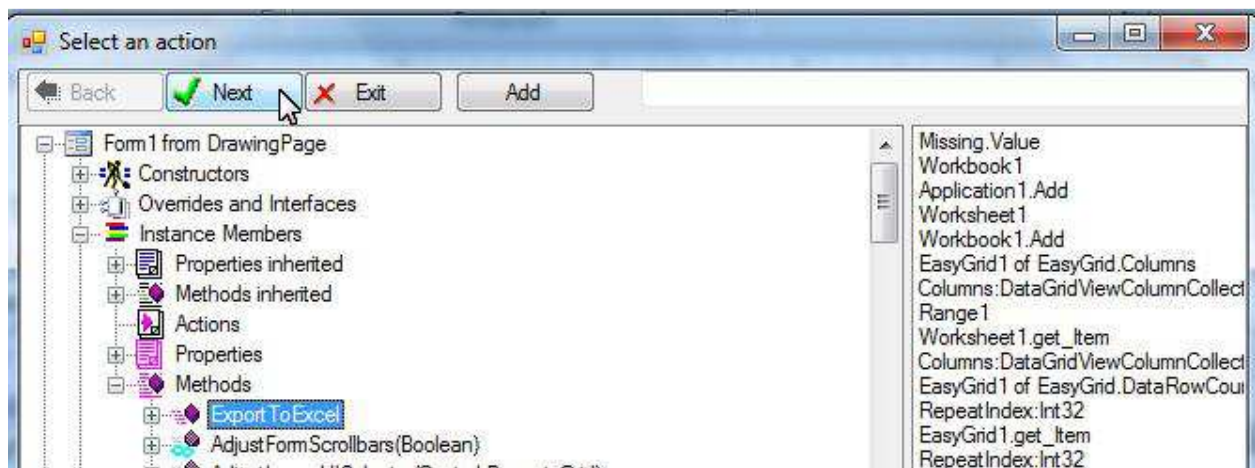 Select an action
Back Next Exit Add
Form1 from DrawingPage
Constructors
Overrides and Interfaces
Instance Members
Properties inherited
Methods inherited
Actions
Properties
Methods
ExportToExcel
AdjustFormScrollbars(Boolean)
Missing.Value
Workbook1
Application1.Add
Worksheet1
Workbook1.Add
EasyGrid1 of EasyGrid.Columns
Columns:DataGridViewColumnCollect
Range1
Worksheet1.get_Item
Columns:DataGridViewColumnCollect
EasyGrid1 of EasyGrid.DataRowCou
RepeatIndex:Int32
EasyGrid1.get_Item
RepeatIndex:Int32